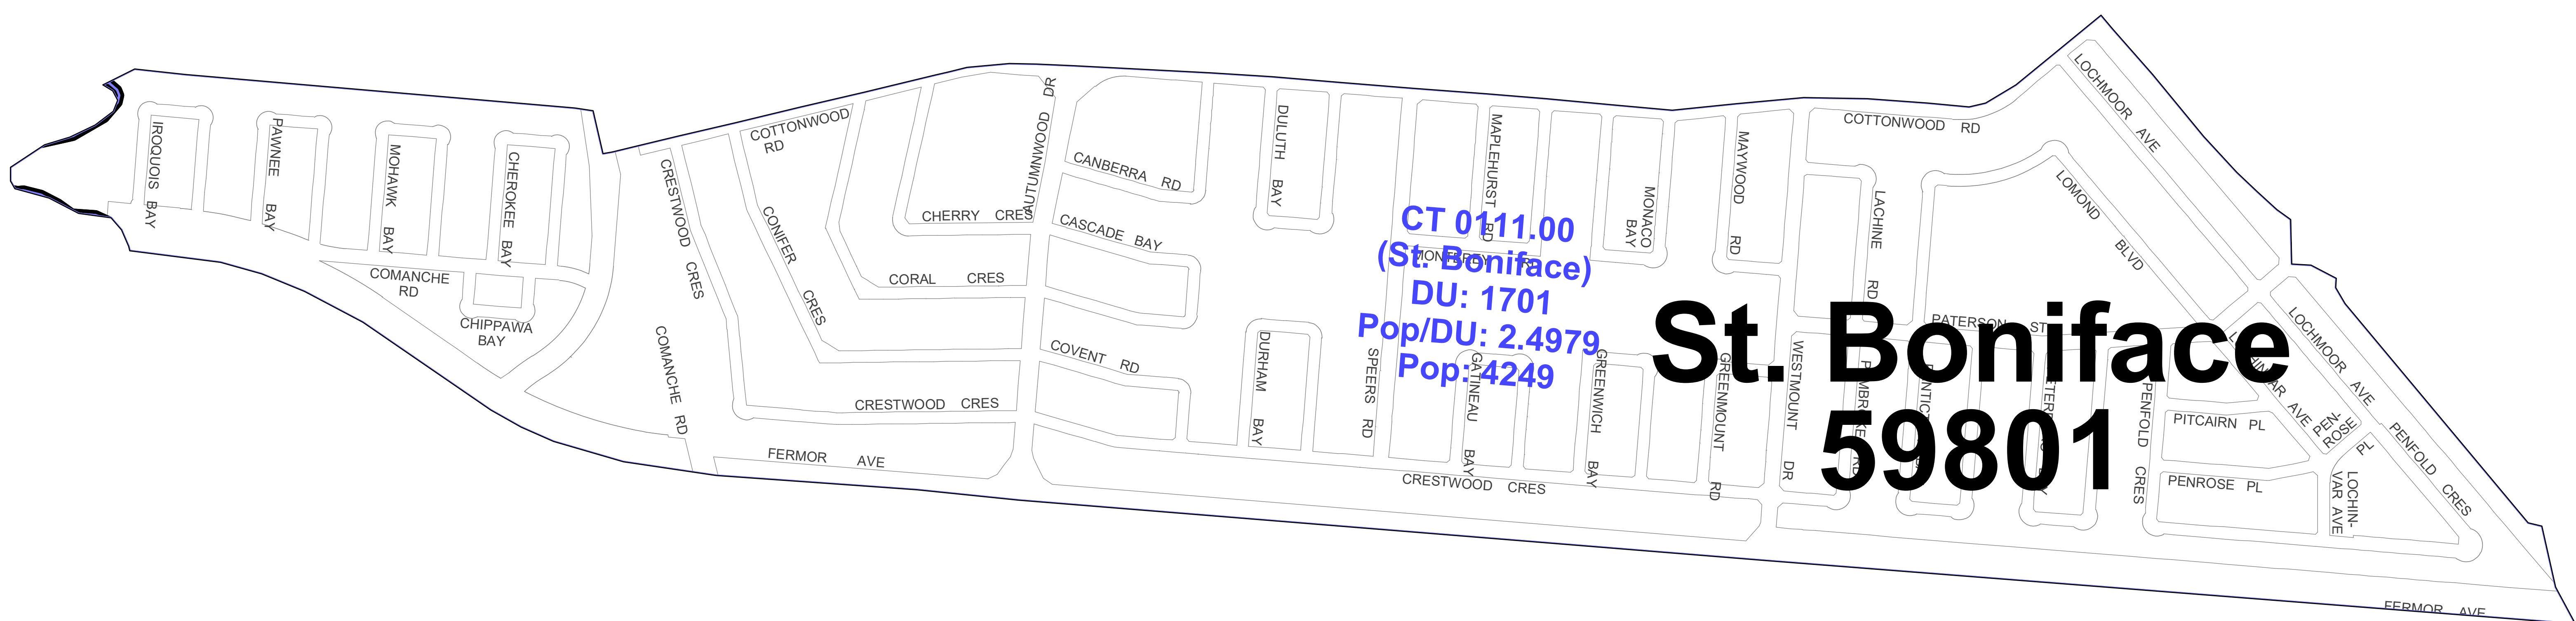 IROQUOIS BAY
PAWNEE BAY
MOHAWK BAY
CHEROKEE BAY
COMANCHE
RD
CHIPPAWA
BAY
CRESTWOOD CRES
COMANCHE RD
COTTONWOOD
RD
CONIFER CRES
CHERRY CRES
CORAL CRES
CRESTWOOD CRES
FERMOR AVE
AUTUMNWOOD DR
CANBERRA RD
CASCADE BAY
COVENT RD
DULUTH BAY
DURHAM BAY
SPEERS RD
MAPLEHURST RD
MONTEREY
CT 0111.00
(St. Boniface)
DU: 1701
Pop/DU: 2.4979
Pop: 4249
GATINEAU BAY
GREENWICH BAY
MONACO
BAY
MAYWOOD RD
GREENMOUNT RD
CRESTWOOD CRES
WESTMOUNT DR
COTTONWOOD RD
LACHINE RD
PATERSON ST
St. Boniface
59801
LOMOND BLVD
LOCHMOOR AVE
LOCHMOOR AVE
PENFOLD CRES
PITCAIRN PL
PENROSE PL
PEN-
ROSE
PL
LOCHIN-
VAR AVE
PENFOLD CRES
FERMOR AVE